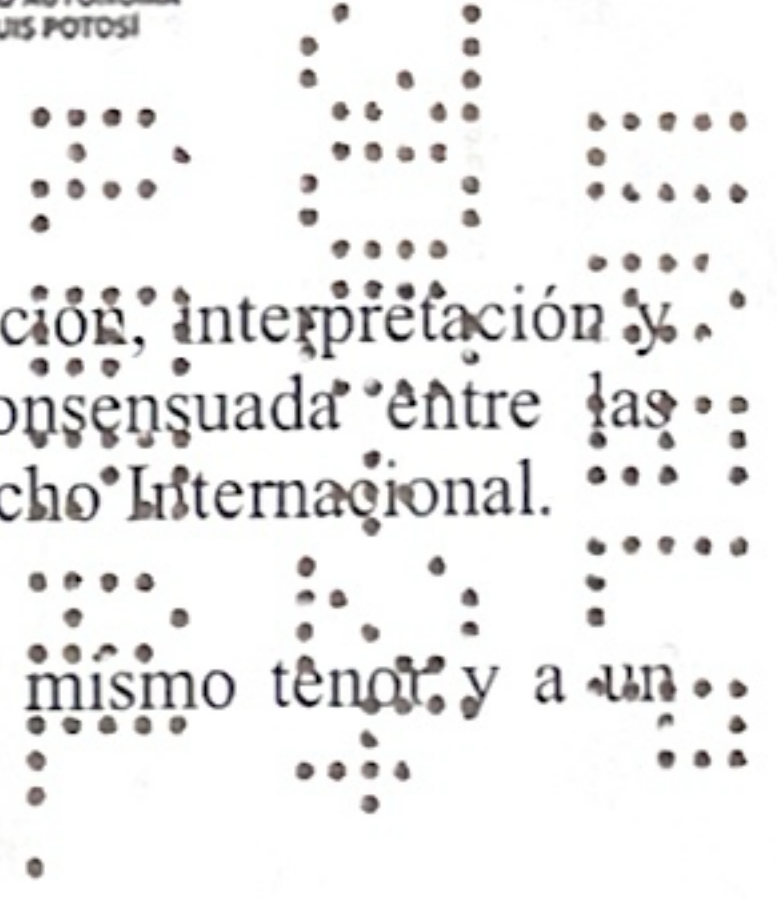 UIS POTOSÍ
ción, interpretación y
onsensuada entre las
cho Internacional.
mismo tenor y a un